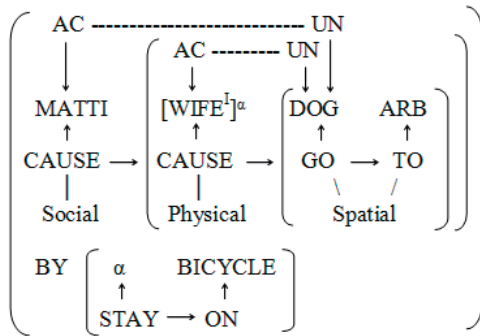 AC ----------------------- UN
AC ---------- UN
MATTI [WIFE^I]^α DOG ARB
CAUSE → CAUSE → GO → TO
Social Physical Spatial
BY α BICYCLE
STAY → ON